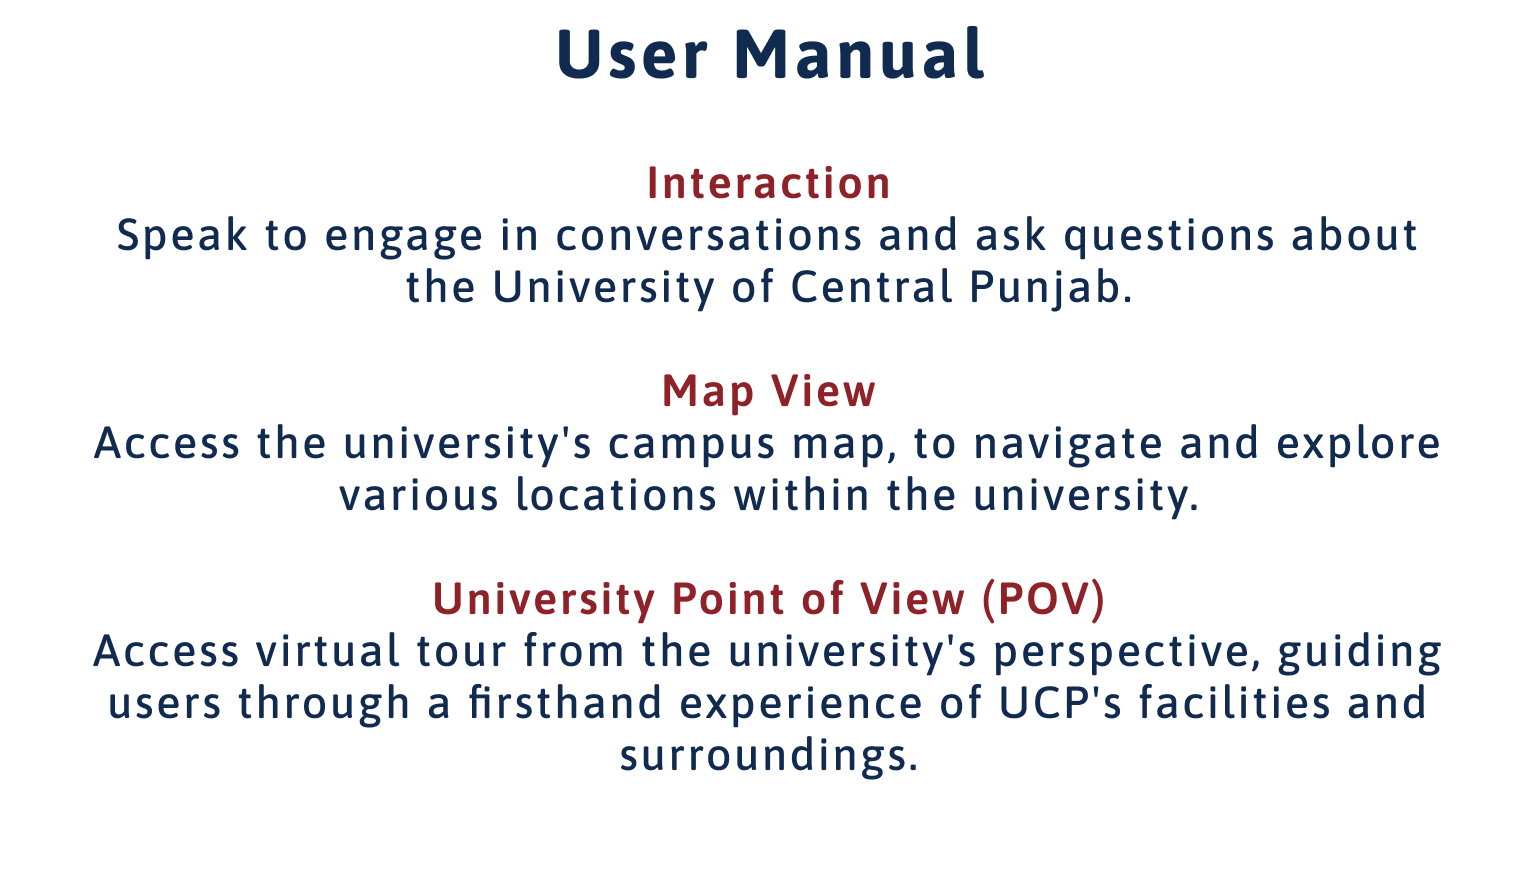 User Manual
Interaction
Speak to engage in conversations and ask questions about
the University of Central Punjab.
Map View
Access the university's campus map, to navigate and explore
various locations within the university.
University Point of View (POV)
Access virtual tour from the university's perspective, guiding
users through a firsthand experience of UCP's facilities and
surroundings.